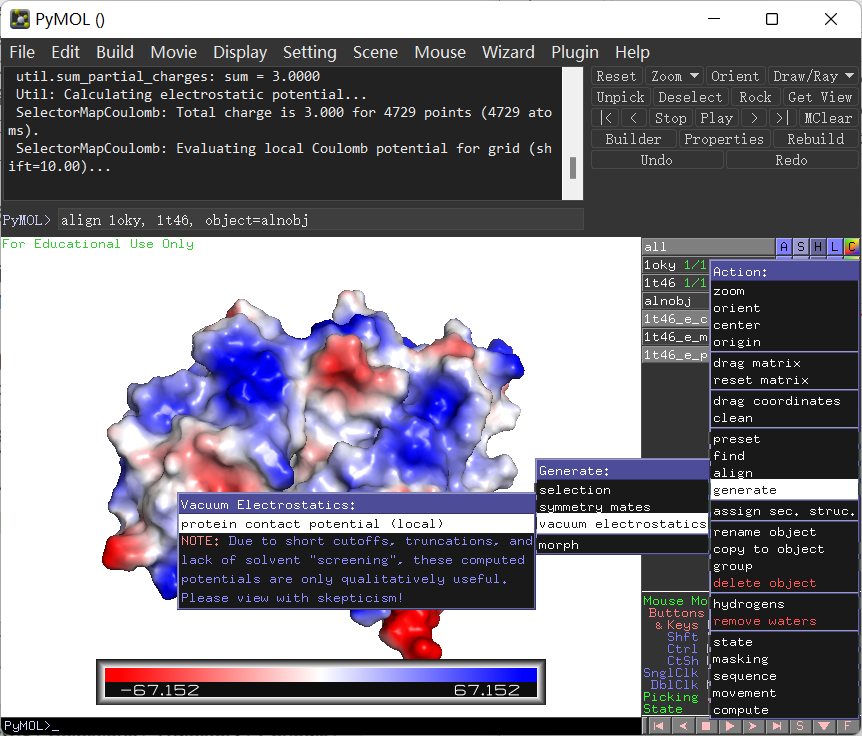 PyMOL ()
File Edit Build Movie Display Setting Scene Mouse Wizard Plugin Help
util.sum_partial_charges: sum = 3.0000
Util: Calculating electrostatic potential...
SelectorMapCoulomb: Total charge is 3.000 for 4729 points (4729 ato
ms).
SelectorMapCoulomb: Evaluating local Coulomb potential for grid (sh
ift=10.00)...
Reset Zoom Orient Draw/Ray
Unpick Deselect Rock Get View
|< < Stop Play > >| MClear
Builder Properties Rebuild
Undo Redo
PyMOL> align 1oky, 1t46, object=alnobj
For Educational Use Only
all A S H L C
1oky 1/1
1t46 1/1
alnobj
1t46_e_c
1t46_e_m
1t46_e_p
Action:
zoom
orient
center
origin
drag matrix
reset matrix
drag coordinates
clean
preset
find
align
generate
assign sec. struc.
rename object
copy to object
group
delete object
hydrogens
remove waters
state
masking
sequence
movement
compute
Generate:
selection
symmetry mates
vacuum electrostatics
morph
Vacuum Electrostatics:
protein contact potential (local)
NOTE: Due to short cutoffs, truncations, and
lack of solvent "screening", these computed
potentials are only qualitatively useful.
Please view with skepticism!
Mouse Mo
Buttons
& Keys
Shft
Ctrl
CtSh
SnglClk
DblClk
Picking
State
-67.152 67.152
PyMOL>_
S F